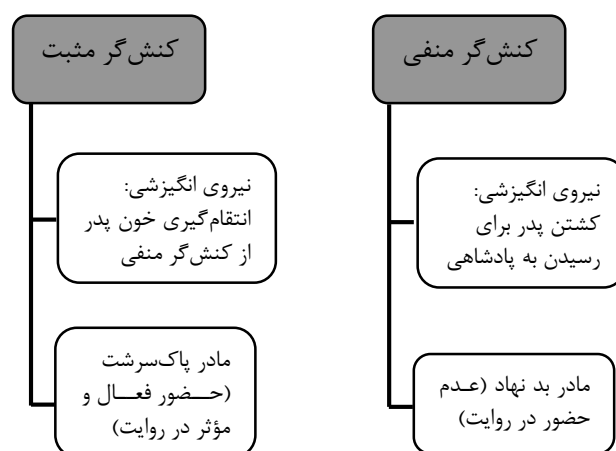 کنش‌گر منفی
نیروی انگیزشی:
کشتن پدر برای
رسیدن به پادشاهی
مادر بد نهاد (عدم
حضور در روایت)
کنش‌گر مثبت
نیروی انگیزشی:
انتقام‌گیری خون پدر
از کنش‌گر منفی
مادر پاک‌سرشت
(حضور فعال و
مؤثر در روایت)